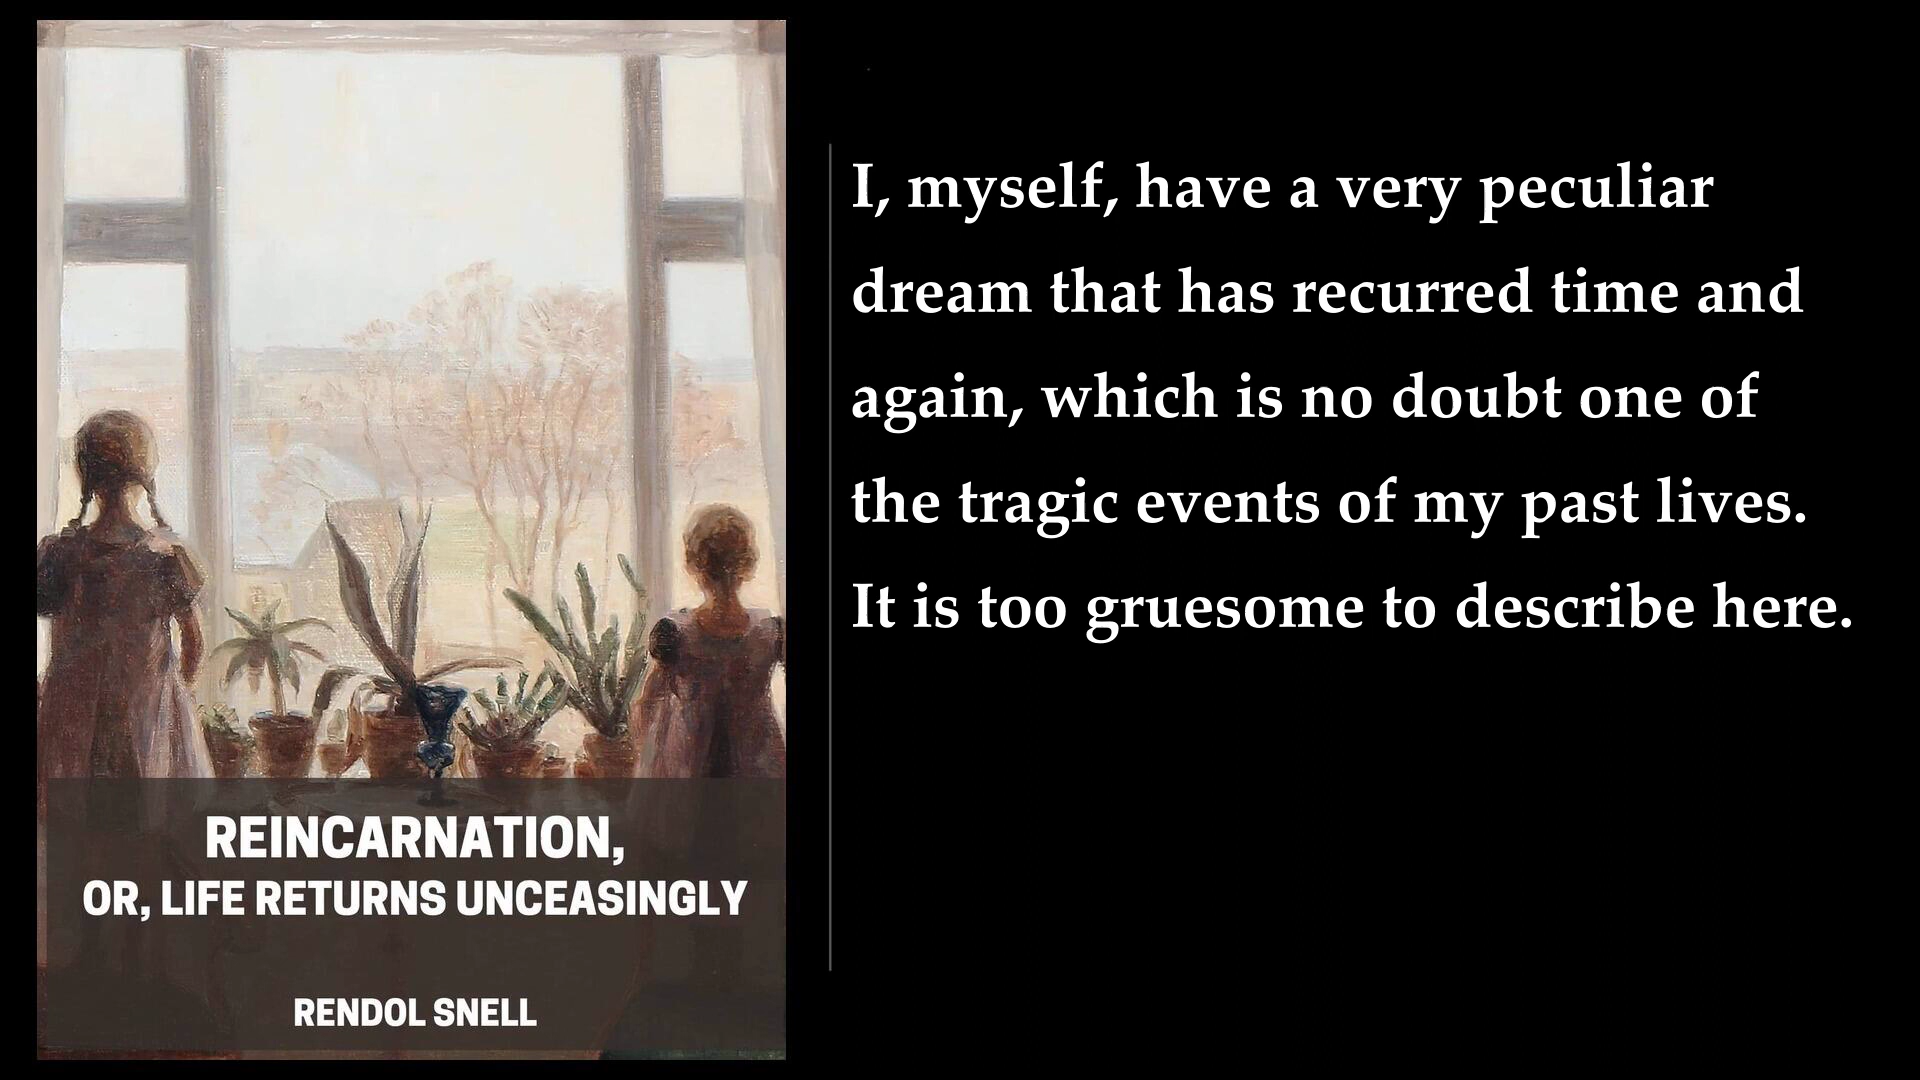 REINCARNATION,
OR, LIFE RETURNS UNCEASINGLY
RENDOL SNELL
I, myself, have a very peculiar
dream that has recurred time and
again, which is no doubt one of
the tragic events of my past lives.
It is too gruesome to describe here.